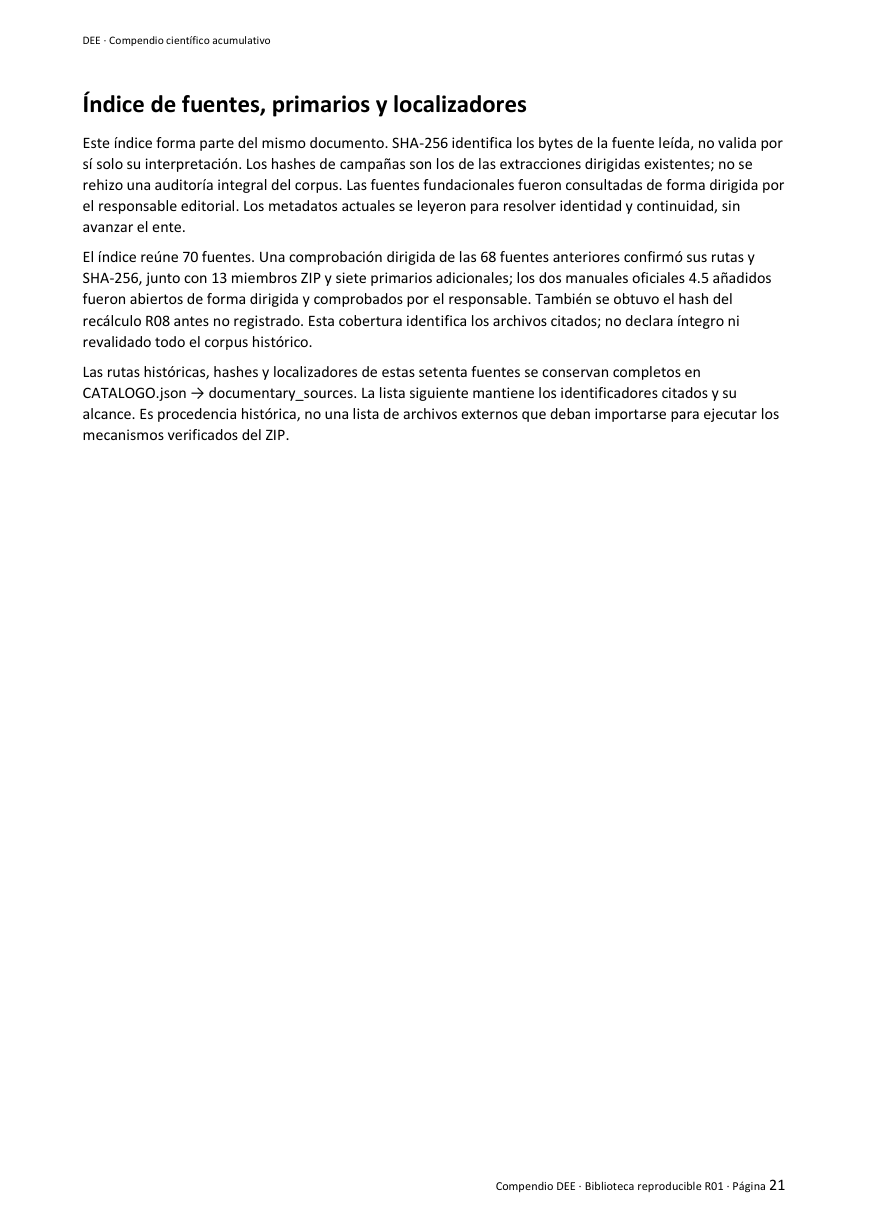 DEE · Compendio científico acumulativo
Índice de fuentes, primarios y localizadores
Este índice forma parte del mismo documento. SHA-256 identifica los bytes de la fuente leída, no valida por
sí solo su interpretación. Los hashes de campañas son los de las extracciones dirigidas existentes; no se
rehizo una auditoría integral del corpus. Las fuentes fundacionales fueron consultadas de forma dirigida por
el responsable editorial. Los metadatos actuales se leyeron para resolver identidad y continuidad, sin
avanzar el ente.
El índice reúne 70 fuentes. Una comprobación dirigida de las 68 fuentes anteriores confirmó sus rutas y
SHA-256, junto con 13 miembros ZIP y siete primarios adicionales; los dos manuales oficiales 4.5 añadidos
fueron abiertos de forma dirigida y comprobados por el responsable. También se obtuvo el hash del
recálculo R08 antes no registrado. Esta cobertura identifica los archivos citados; no declara íntegro ni
revalidado todo el corpus histórico.
Las rutas históricas, hashes y localizadores de estas setenta fuentes se conservan completos en
CATALOGO.json → documentary_sources. La lista siguiente mantiene los identificadores citados y su
alcance. Es procedencia histórica, no una lista de archivos externos que deban importarse para ejecutar los
mecanismos verificados del ZIP.
Compendio DEE · Biblioteca reproducible R01 · Página 21